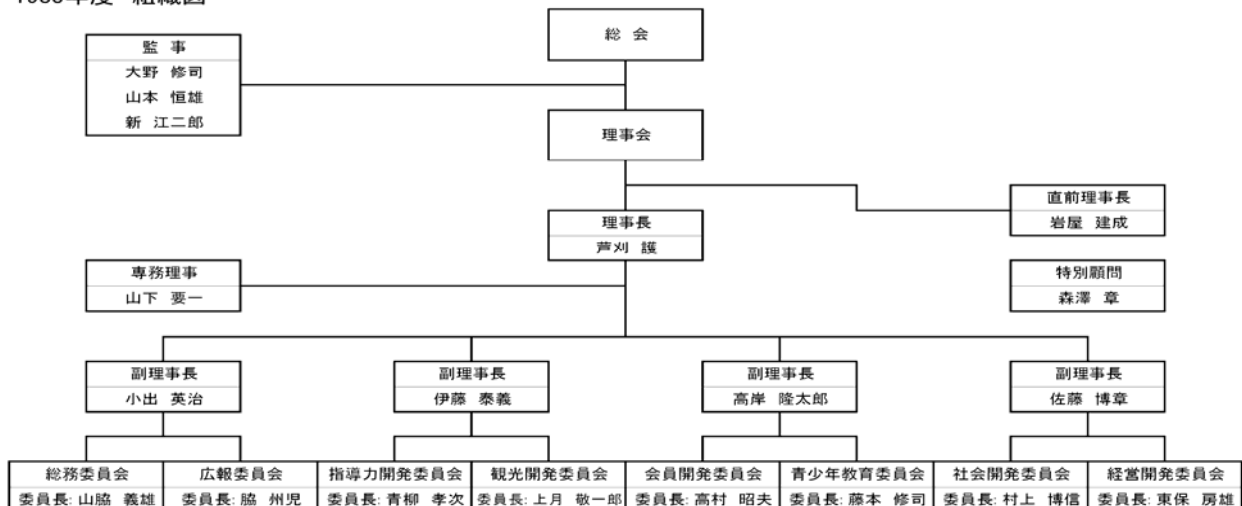 総 会
監 事
大野 修司
山本 恒雄
新 江二郎
理事会
直前理事長
岩屋 建成
理事長
芦刈 護
専務理事
山下 要一
特別顧問
森澤 章
副理事長
小出 英治
副理事長
伊藤 泰義
副理事長
高岸 隆太郎
副理事長
佐藤 博章
総務委員会
委員長: 山脇 義雄
広報委員会
委員長: 脇 州児
指導力開発委員会
委員長: 青柳 孝次
観光開発委員会
委員長: 上月 敬一郎
会員開発委員会
委員長: 高村 昭夫
青少年教育委員会
委員長: 藤本 修司
社会開発委員会
委員長: 村上 博信
経営開発委員会
委員長: 東保 房雄